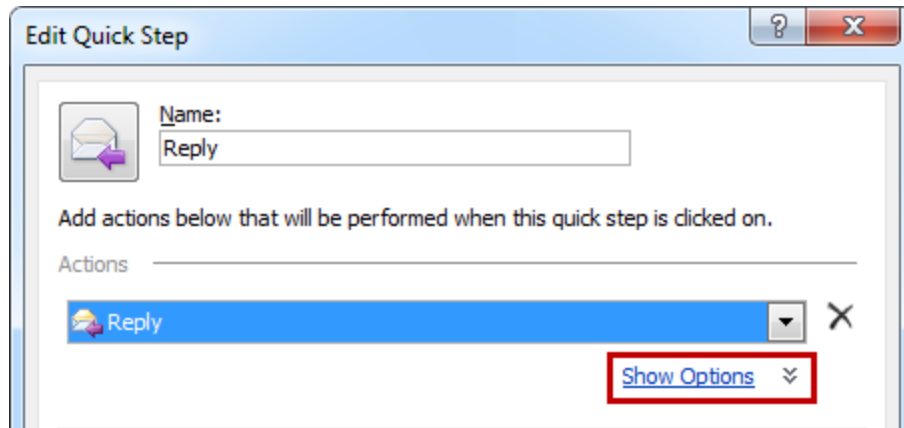 Edit Quick Step
Name:
Reply
Add actions below that will be performed when this quick step is clicked on.
Actions
Reply
Show Options